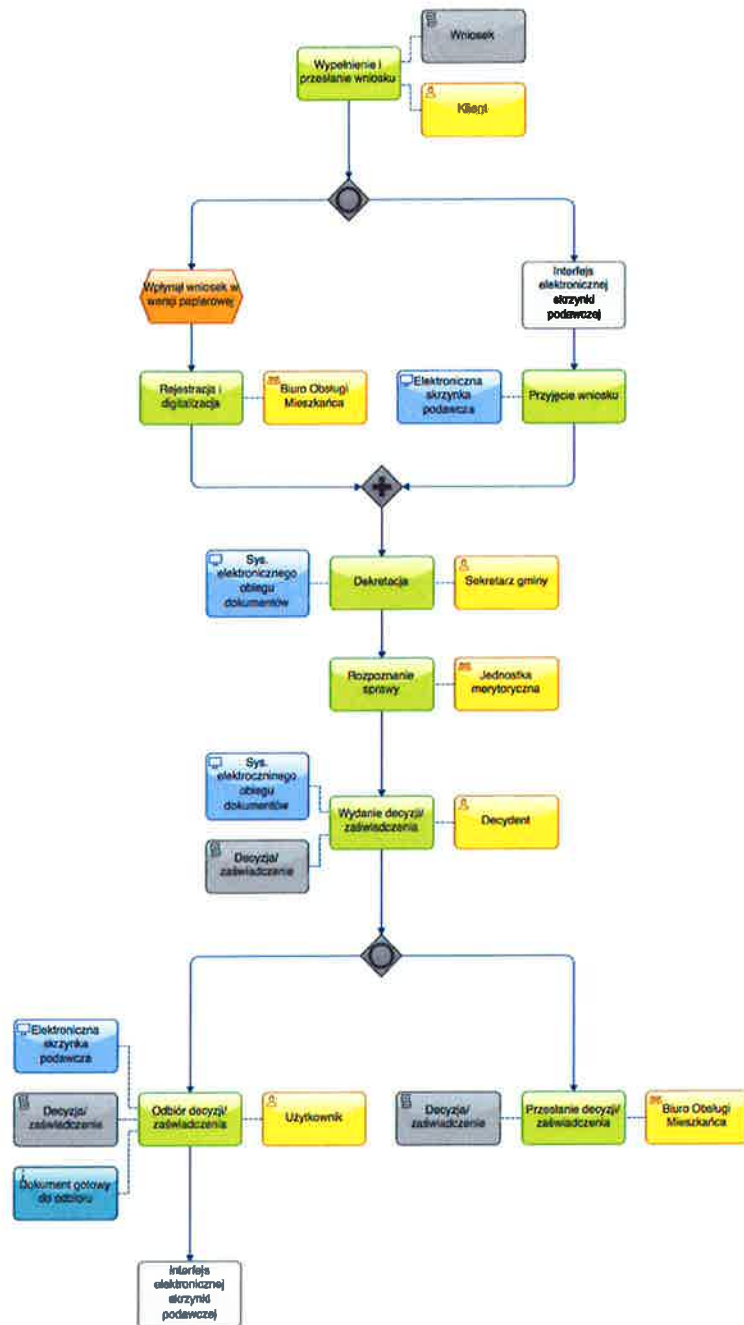 Wniosek
Wypełnienie i
przesłanie wniosku
Klient
Wpłynął wniosek w
wersji papierowej
Interfejs
elektronicznej
skrzynki
podawczej
Rejestracja i
digitalizacja
Biuro Obsługi
Mieszkańca
Elektroniczna
skrzynka
podawcza
Przyjęcie wniosku
Sys.
elektronicznego
obiegu
dokumentów
Dekretacja
Sekretarz gminy
Rozpoznanie
sprawy
Jednostka
merytoryczna
Sys.
elektroczninego
obiegu
dokumentów
Wydanie decyzji/
zaświadczenia
Decydent
Decyzja/
zaświadczenie
Elektroniczna
skrzynka
podawcza
Decyzja/
zaświadczenie
Odbiór decyzji/
zaświadczenia
Użytkownik
Decyzja/
zaświadczenie
Przesłanie decyzji/
zaświadczenia
Biuro Obsługi
Mieszkańca
Dokument gotowy
do odbioru
Interfejs
elektronicznej
skrzynki
podawczej